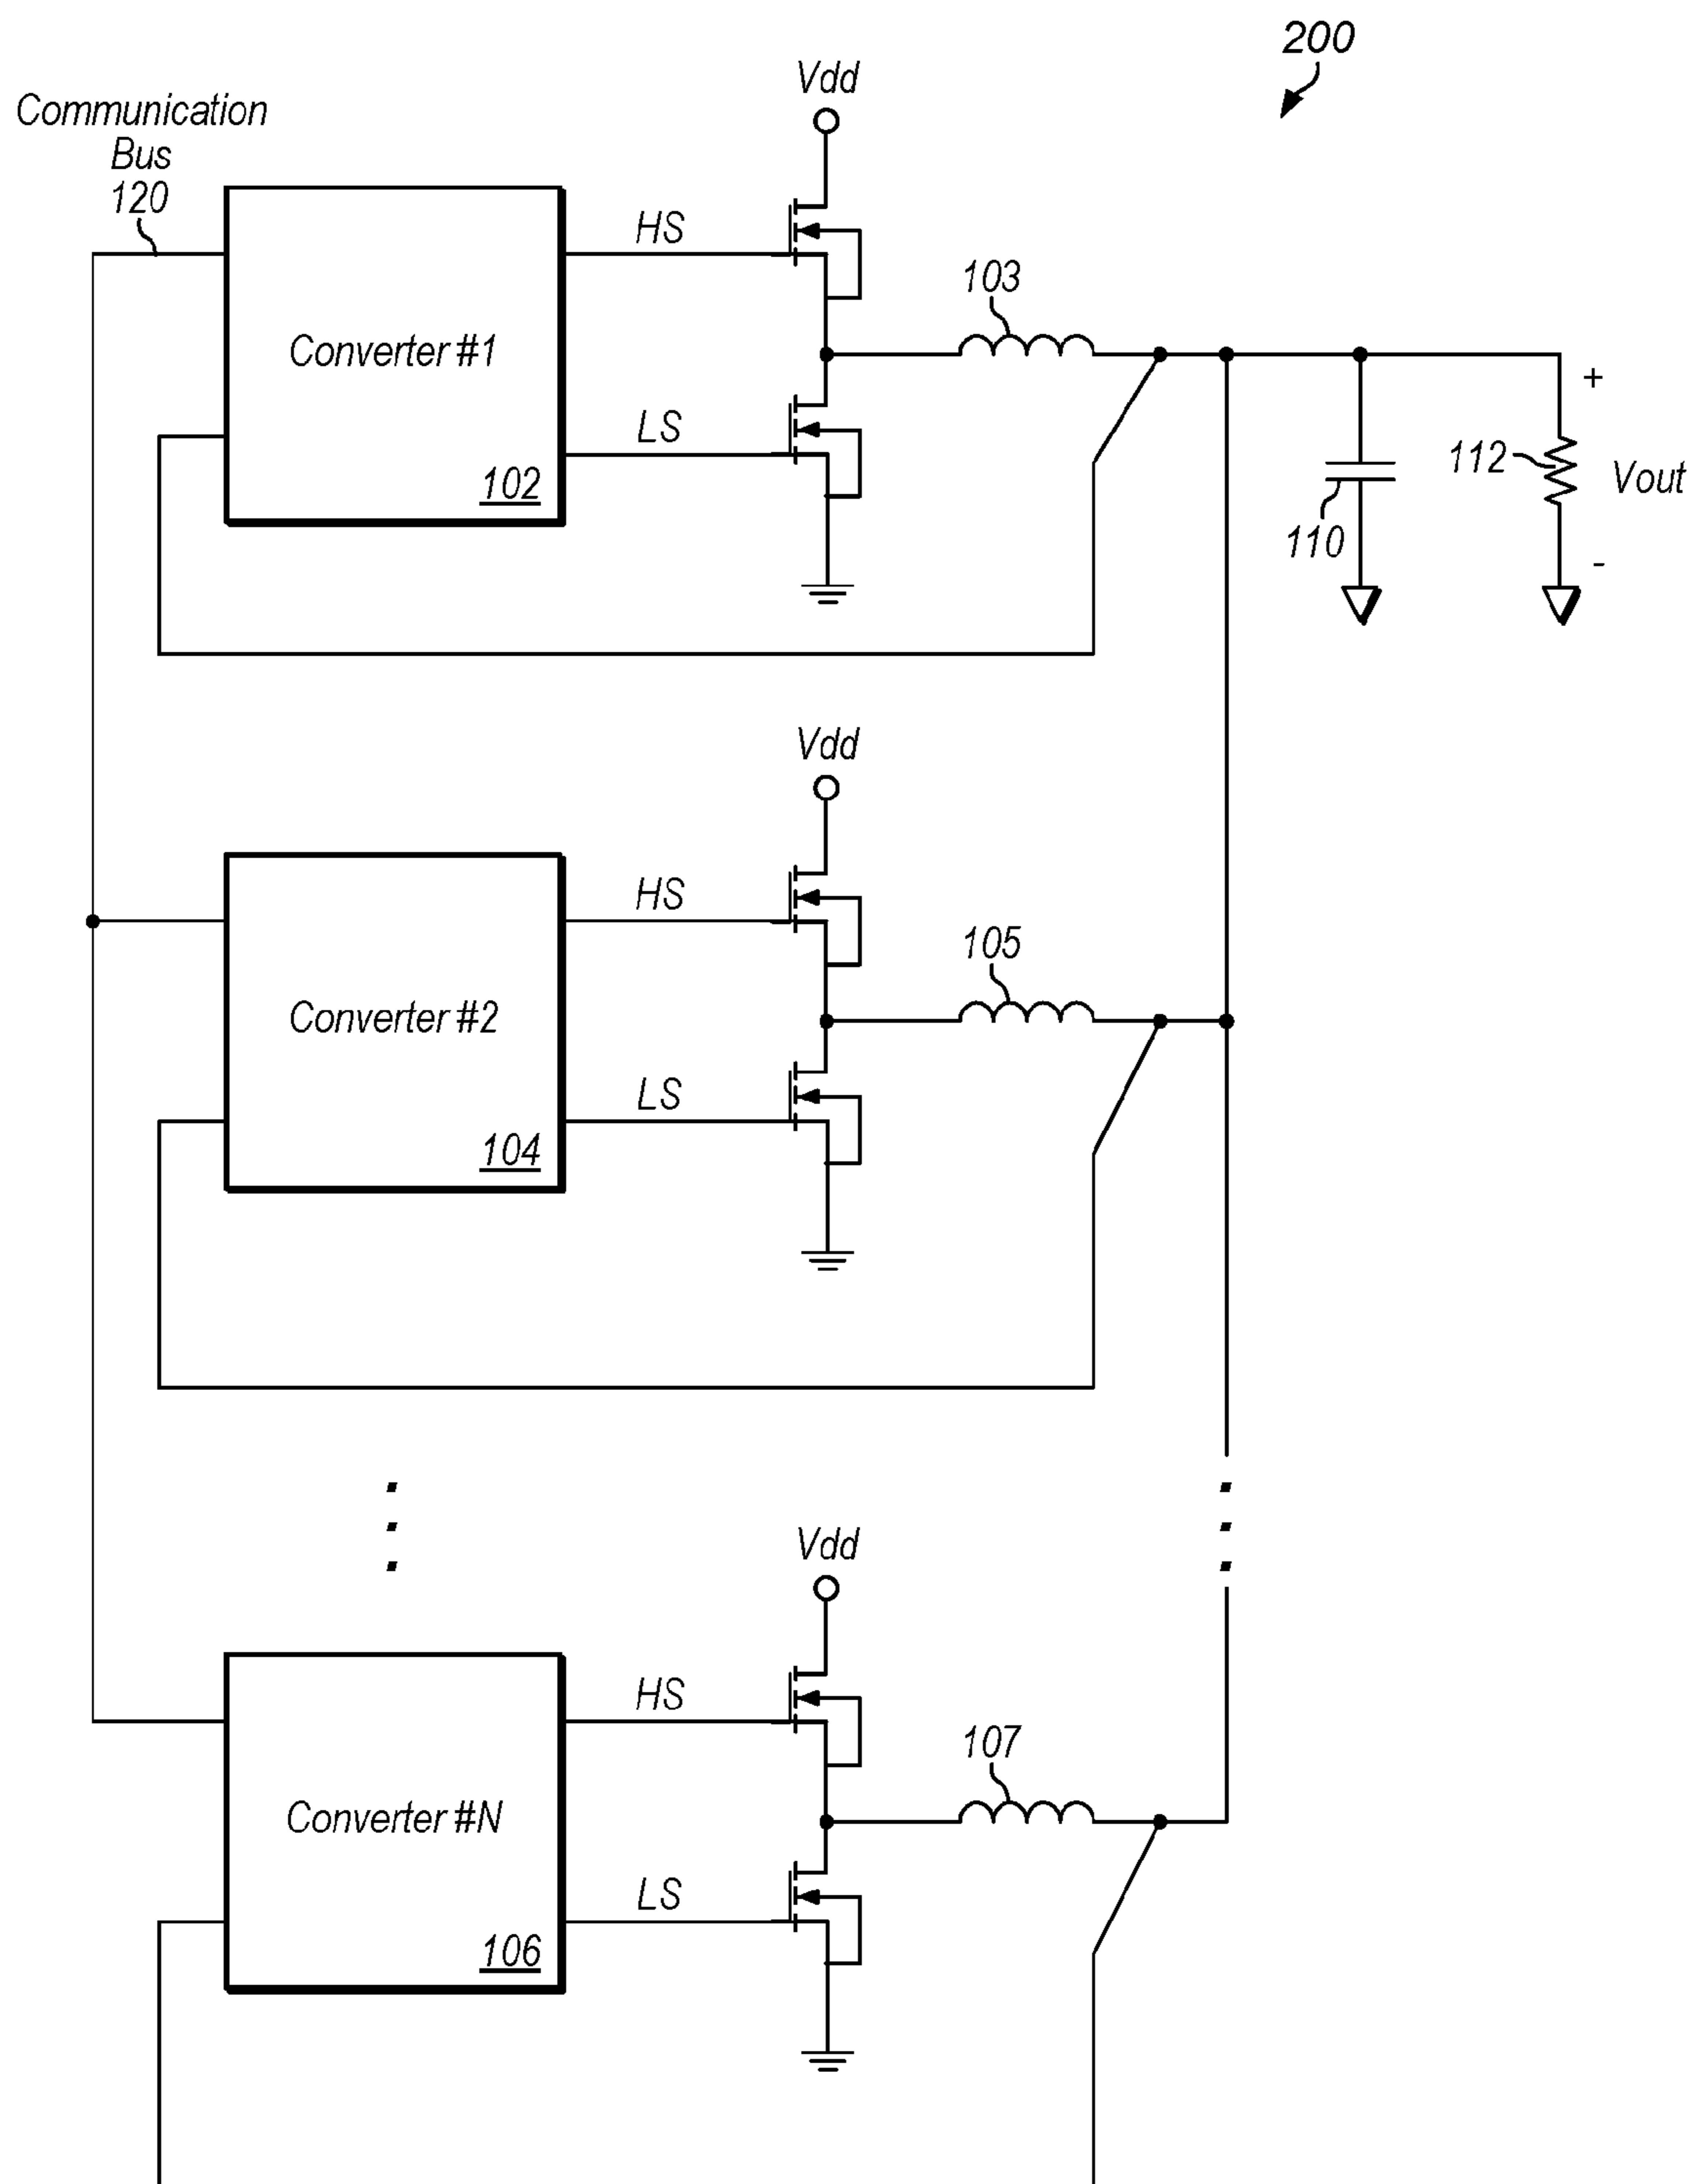 200
Vdd
Communication
Bus
120
HS
103
Converter #1
+
LS
112
Vout
102
110
-
Vdd
HS
105
Converter #2
LS
104
Vdd
HS
107
Converter #N
LS
106